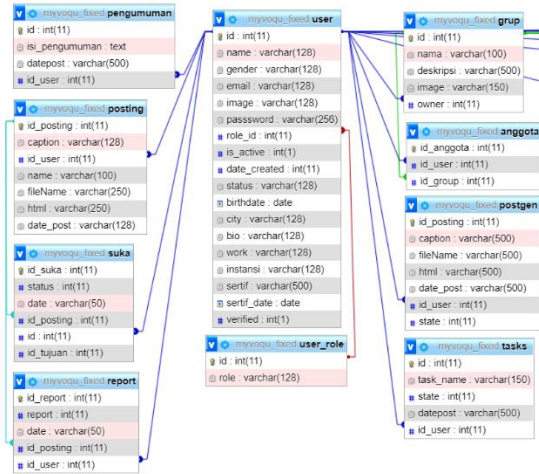 v myvoqu_fixed pengumuman
id : int(11)
isi_pengumuman : text
datepost : varchar(500)
# id_user : int(11)
v myvoqu_fixed posting
id_posting : int(11)
caption : varchar(128)
# id_user : int(11)
name : varchar(100)
fileName : varchar(250)
html : varchar(250)
date_post : varchar(128)
v myvoqu_fixed suka
id_suka : int(11)
# status : int(11)
date : varchar(50)
# id_posting : int(11)
# id : int(11)
# id_tujuan : int(11)
v myvoqu_fixed report
id_report : int(11)
# report : int(11)
date : varchar(50)
# id_posting : int(11)
# id_user : int(11)
v myvoqu_fixed user
id : int(11)
name : varchar(128)
gender : varchar(128)
email : varchar(128)
image : varchar(128)
passsword : varchar(256)
# role_id : int(11)
# is_active : int(1)
# date_created : int(11)
status : varchar(128)
birthdate : date
city : varchar(128)
bio : varchar(128)
work : varchar(128)
instansi : varchar(128)
sertif : varchar(500)
sertif_date : date
# verified : int(1)
v myvoqu_fixed user_role
id : int(11)
role : varchar(128)
v myvoqu_fixed grup
id : int(11)
nama : varchar(100)
deskripsi : varchar(500)
image : varchar(150)
# owner : int(11)
v myvoqu_fixed anggota
id_anggota : int(11)
# id_user : int(11)
# id_group : int(11)
v myvoqu_fixed postgen
id_posting : int(11)
caption : varchar(500)
fileName : varchar(500)
html : varchar(500)
date_post : varchar(500)
# id_user : int(11)
# state : int(11)
v myvoqu_fixed tasks
id : int(11)
task_name : varchar(150)
# state : int(11)
datepost : varchar(500)
# id_user : int(11)